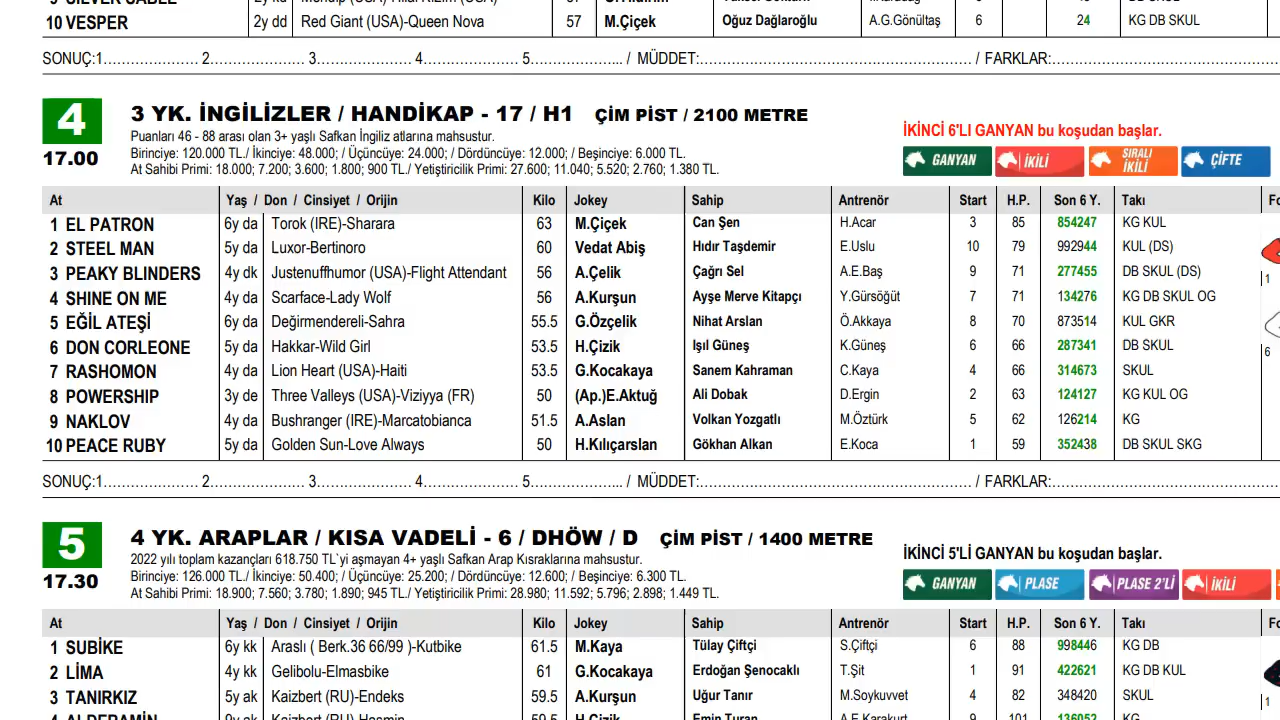 10 VESPER 2y dd Red Giant (USA)-Queen Nova 57 M.Çiçek Oğuz Dağlaroğlu A.G.Gönültaş 6 24 KG DB SKUL
SONUÇ:1........................ 2........................ 3....................... 4........................ 5...................... / MÜDDET:............................................................... / FARKLAR:....................................................
4 3 YK. İNGİLİZLER / HANDİKAP - 17 / H1 ÇİM PİST / 2100 METRE
17.00
Puanları 46 - 88 arası olan 3+ yaşlı Safkan İngiliz atlarına mahsustur.
Birinciye: 120.000 TL./ İkinciye: 48.000; / Üçüncüye: 24.000; / Dördüncüye: 12.000; / Beşinciye: 6.000 TL.
At Sahibi Primi: 18.000; 7.200; 3.600; 1.800; 900 TL./ Yetiştiricilik Primi: 27.600; 11.040; 5.520; 2.760; 1.380 TL.
İKİNCİ 6'LI GANYAN bu koşudan başlar.
GANYAN İKİLİ SIRALI İKİLİ ÇİFTE
At Yaş / Don / Cinsiyet / Orijin Kilo Jokey Sahip Antrenör Start H.P. Son 6 Y. Takı Fo
1 EL PATRON 6y da Torok (IRE)-Sharara 63 M.Çiçek Can Şen H.Acar 3 85 854247 KG KUL
2 STEEL MAN 5y da Luxor-Bertinoro 60 Vedat Abiş Hıdır Taşdemir E.Uslu 10 79 992944 KUL (DS)
3 PEAKY BLINDERS 4y dk Justenuffhumor (USA)-Flight Attendant 56 A.Çelik Çağrı Sel A.E.Baş 9 71 277455 DB SKUL (DS) 1
4 SHINE ON ME 4y da Scarface-Lady Wolf 56 A.Kurşun Ayşe Merve Kitapçı Y.Gürsöğüt 7 71 134276 KG DB SKUL OG
5 EĞİL ATEŞİ 6y da Değirmendereli-Sahra 55.5 G.Özçelik Nihat Arslan Ö.Akkaya 8 70 873514 KUL GKR
6 DON CORLEONE 5y da Hakkar-Wild Girl 53.5 H.Çizik Işıl Güneş K.Güneş 6 66 287341 DB SKUL 6
7 RASHOMON 4y da Lion Heart (USA)-Haiti 53.5 G.Kocakaya Sanem Kahraman C.Kaya 4 66 314673 SKUL
8 POWERSHIP 3y de Three Valleys (USA)-Viziyya (FR) 50 (Ap.)E.Aktuğ Ali Dobak D.Ergin 2 63 124127 KG KUL OG
9 NAKLOV 4y da Bushranger (IRE)-Marcatobianca 51.5 A.Aslan Volkan Yozgatlı M.Öztürk 5 62 126214 KG
10 PEACE RUBY 5y da Golden Sun-Love Always 50 H.Kılıçarslan Gökhan Alkan E.Koca 1 59 352438 DB SKUL SKG
SONUÇ:1........................ 2........................ 3....................... 4........................ 5...................... / MÜDDET:............................................................... / FARKLAR:....................................................
5 4 YK. ARAPLAR / KISA VADELİ - 6 / DHÖW / D ÇİM PİST / 1400 METRE
17.30
2022 yılı toplam kazançları 618.750 TL`yi aşmayan 4+ yaşlı Safkan Arap Kısraklarına mahsustur.
Birinciye: 126.000 TL./ İkinciye: 50.400; / Üçüncüye: 25.200; / Dördüncüye: 12.600; / Beşinciye: 6.300 TL.
At Sahibi Primi: 18.900; 7.560; 3.780; 1.890; 945 TL./ Yetiştiricilik Primi: 28.980; 11.592; 5.796; 2.898; 1.449 TL.
İKİNCİ 5'Lİ GANYAN bu koşudan başlar.
GANYAN PLASE PLASE 2'Lİ İKİLİ
At Yaş / Don / Cinsiyet / Orijin Kilo Jokey Sahip Antrenör Start H.P. Son 6 Y. Takı Fo
1 SUBİKE 6y kk Araslı ( Berk.36 66/99 )-Kutbike 61.5 M.Kaya Tülay Çiftçi S.Çiftçi 6 88 998446 KG DB
2 LİMA 4y kk Gelibolu-Elmasbike 61 G.Kocakaya Erdoğan Şenocaklı T.Şit 1 91 422621 KG DB KUL
3 TANIRKIZ 5y ak Kaizbert (RU)-Endeks 59.5 A.Kurşun Uğur Tanır M.Soykuvvet 4 82 348420 SKUL 1
4 ALDERAMİN 9y ak Kaizbert (RU)-Hasmin 59.5 H.Çizik Emin Turan A.E.Karakurt 9 101 136052 KG